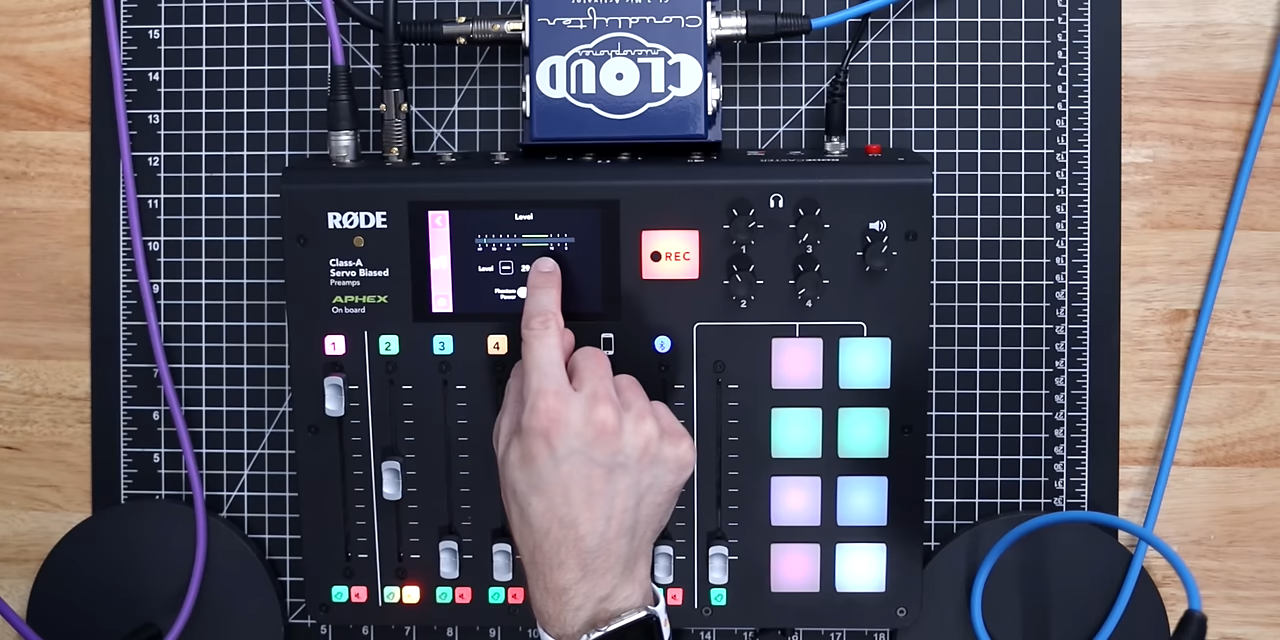 15
14
13
12
11
10
9
8
7
6
5
Cloudlifter
CLOUD
microphones
RØDE
Class-A
Servo Biased
Preamps
APHEX
On board
Level
Level
29
Phantom
Power
REC
1
3
2
4
1
2
3
4
5
7
8
9
10
14
15
16
17
18